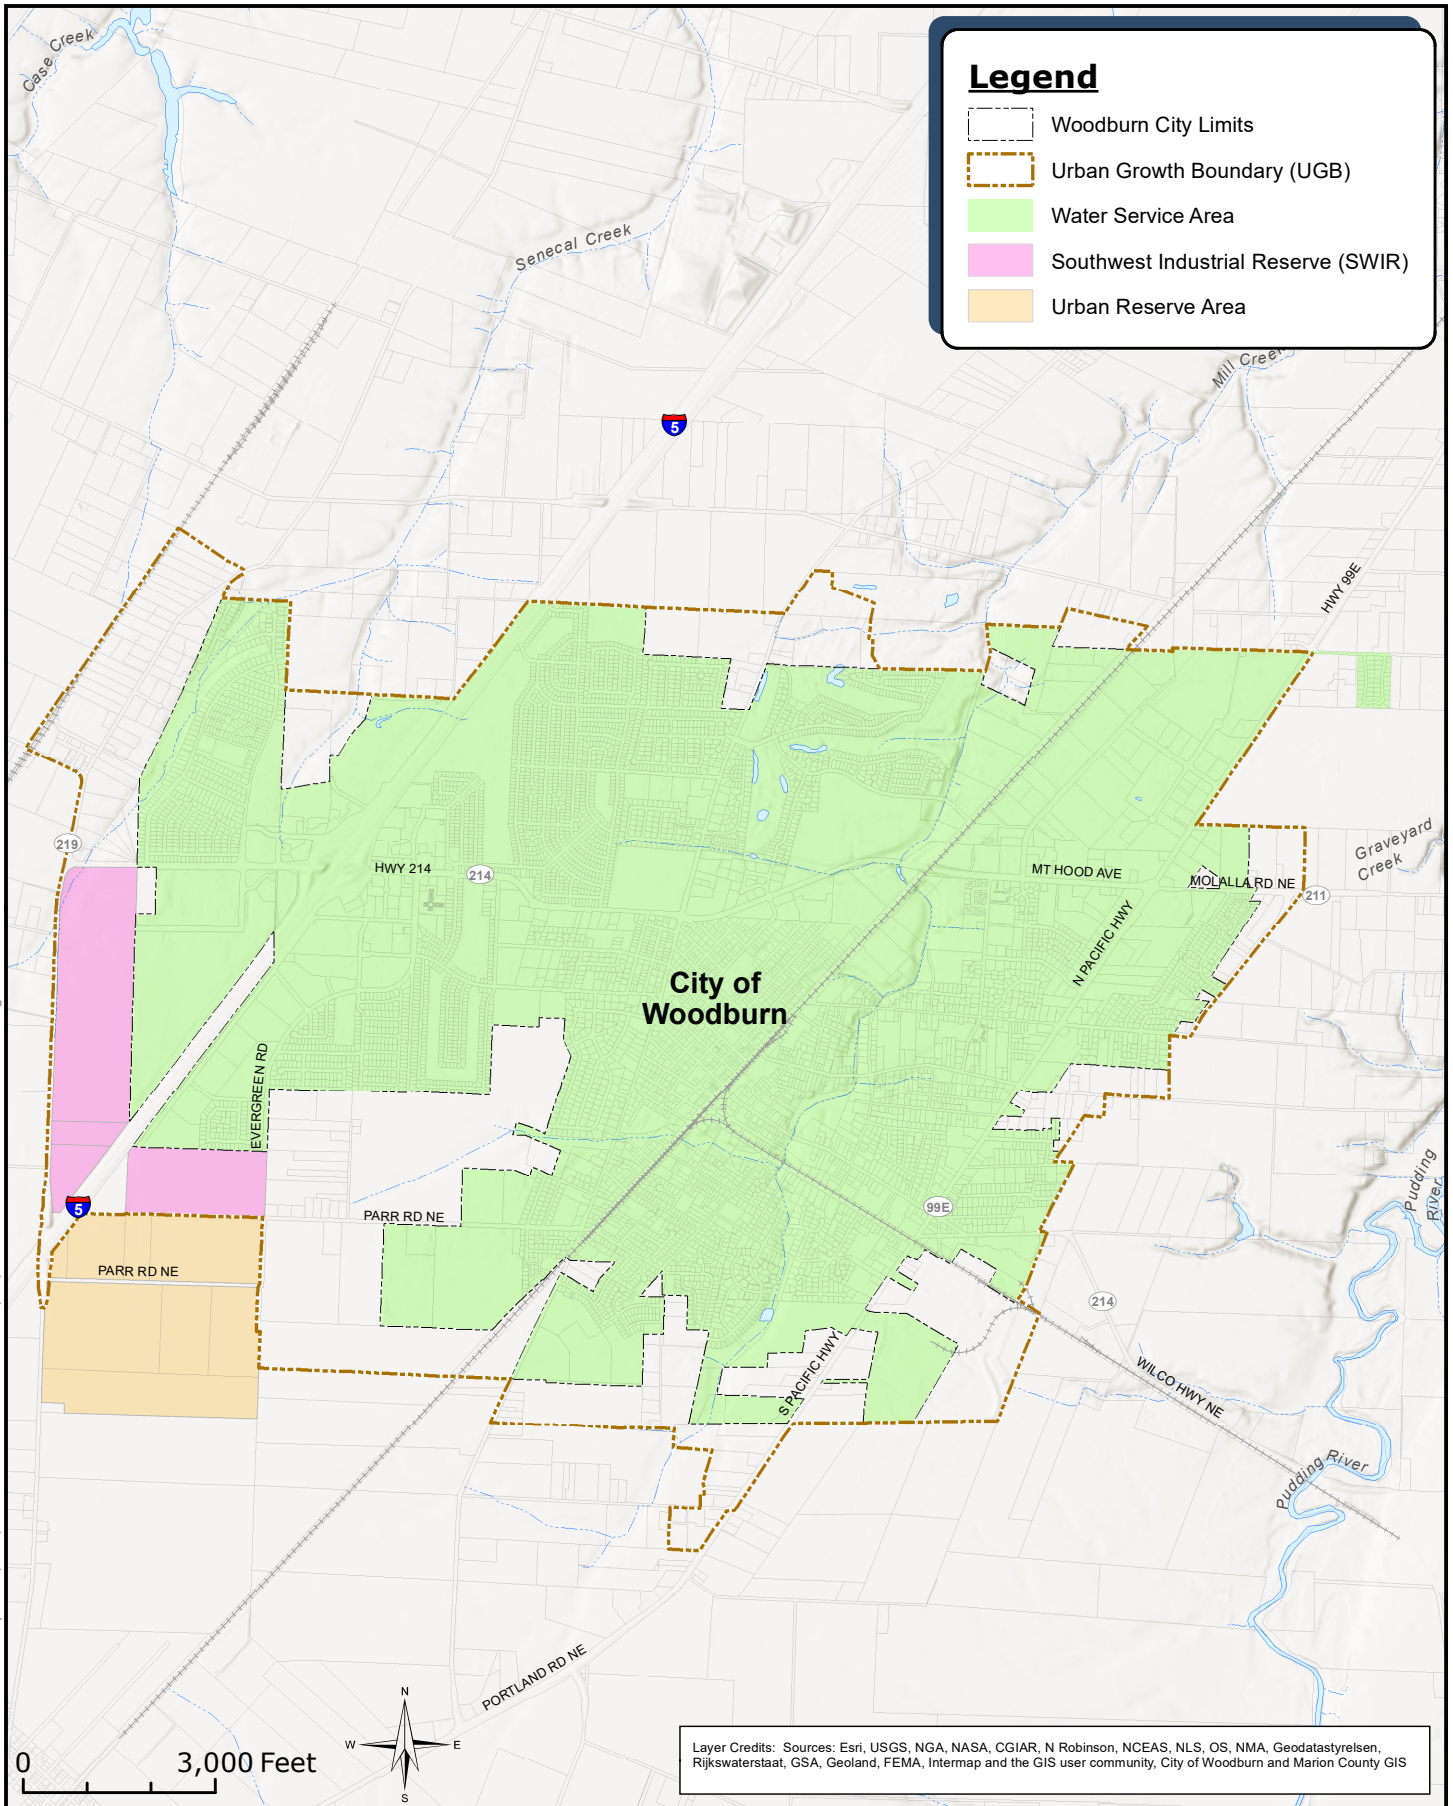 Case Creek
Legend
Woodburn City Limits
Urban Growth Boundary (UGB)
Water Service Area
Southwest Industrial Reserve (SWIR)
Urban Reserve Area
Senecal Creek
Mill Creek
5
HWY 99E
219
HWY 214
214
MT HOOD AVE
MOLALLA RD NE
211
Graveyard
Creek
N PACIFIC HWY
City of
Woodburn
EVERGREEN RD
5
PARR RD NE
99E
Pudding
River
PARR RD NE
214
S PACIFIC HWY
WILCO HWY NE
Pudding River
PORTLAND RD NE
N
W
E
S
0
3,000 Feet
Layer Credits: Sources: Esri, USGS, NGA, NASA, CGIAR, N Robinson, NCEAS, NLS, OS, NMA, Geodatastyrelsen,
Rijkswaterstaat, GSA, Geoland, FEMA, Intermap and the GIS user community, City of Woodburn and Marion County GIS